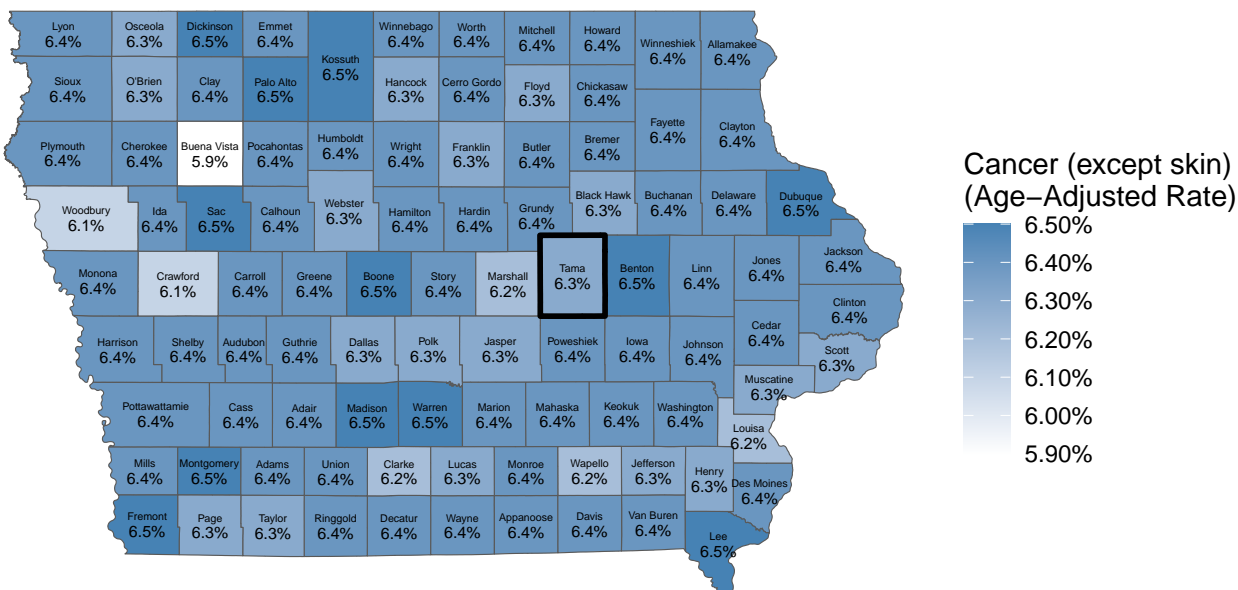 Lyon
6.4%
Osceola
6.3%
Dickinson
6.5%
Emmet
6.4%
Kossuth
6.5%
Winnebago
6.4%
Worth
6.4%
Mitchell
6.4%
Howard
6.4%
Winneshiek
6.4%
Allamakee
6.4%
Sioux
6.4%
O'Brien
6.3%
Clay
6.4%
Palo Alto
6.5%
Hancock
6.3%
Cerro Gordo
6.4%
Floyd
6.3%
Chickasaw
6.4%
Fayette
6.4%
Clayton
6.4%
Plymouth
6.4%
Cherokee
6.4%
Buena Vista
5.9%
Pocahontas
6.4%
Humboldt
6.4%
Wright
6.4%
Franklin
6.3%
Butler
6.4%
Bremer
6.4%
Woodbury
6.1%
Ida
6.4%
Sac
6.5%
Calhoun
6.4%
Webster
6.3%
Hamilton
6.4%
Hardin
6.4%
Grundy
6.4%
Black Hawk
6.3%
Buchanan
6.4%
Delaware
6.4%
Dubuque
6.5%
Monona
6.4%
Crawford
6.1%
Carroll
6.4%
Greene
6.4%
Boone
6.5%
Story
6.4%
Marshall
6.2%
Tama
6.3%
Benton
6.5%
Linn
6.4%
Jones
6.4%
Jackson
6.4%
Clinton
6.4%
Harrison
6.4%
Shelby
6.4%
Audubon
6.4%
Guthrie
6.4%
Dallas
6.3%
Polk
6.3%
Jasper
6.3%
Poweshiek
6.4%
Iowa
6.4%
Johnson
6.4%
Cedar
6.4%
Scott
6.3%
Muscatine
6.3%
Pottawattamie
6.4%
Cass
6.4%
Adair
6.4%
Madison
6.5%
Warren
6.5%
Marion
6.4%
Mahaska
6.4%
Keokuk
6.4%
Washington
6.4%
Louisa
6.2%
Mills
6.4%
Montgomery
6.5%
Adams
6.4%
Union
6.4%
Clarke
6.2%
Lucas
6.3%
Monroe
6.4%
Wapello
6.2%
Jefferson
6.3%
Henry
6.3%
Des Moines
6.4%
Fremont
6.5%
Page
6.3%
Taylor
6.3%
Ringgold
6.4%
Decatur
6.4%
Wayne
6.4%
Appanoose
6.4%
Davis
6.4%
Van Buren
6.4%
Lee
6.5%
Cancer (except skin)
(Age−Adjusted Rate)
6.50%
6.40%
6.30%
6.20%
6.10%
6.00%
5.90%